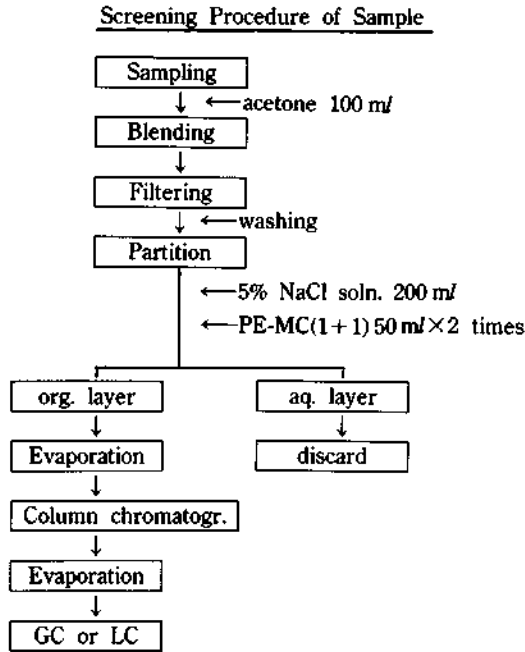 Screening Procedure of Sample
Sampling
acetone 100 ml
Blending
Filtering
washing
Partition
5% NaCl soln. 200 ml
PE-MC(1+1) 50 ml×2 times
org. layer
aq. layer
Evaporation
discard
Column chromatogr.
Evaporation
GC or LC